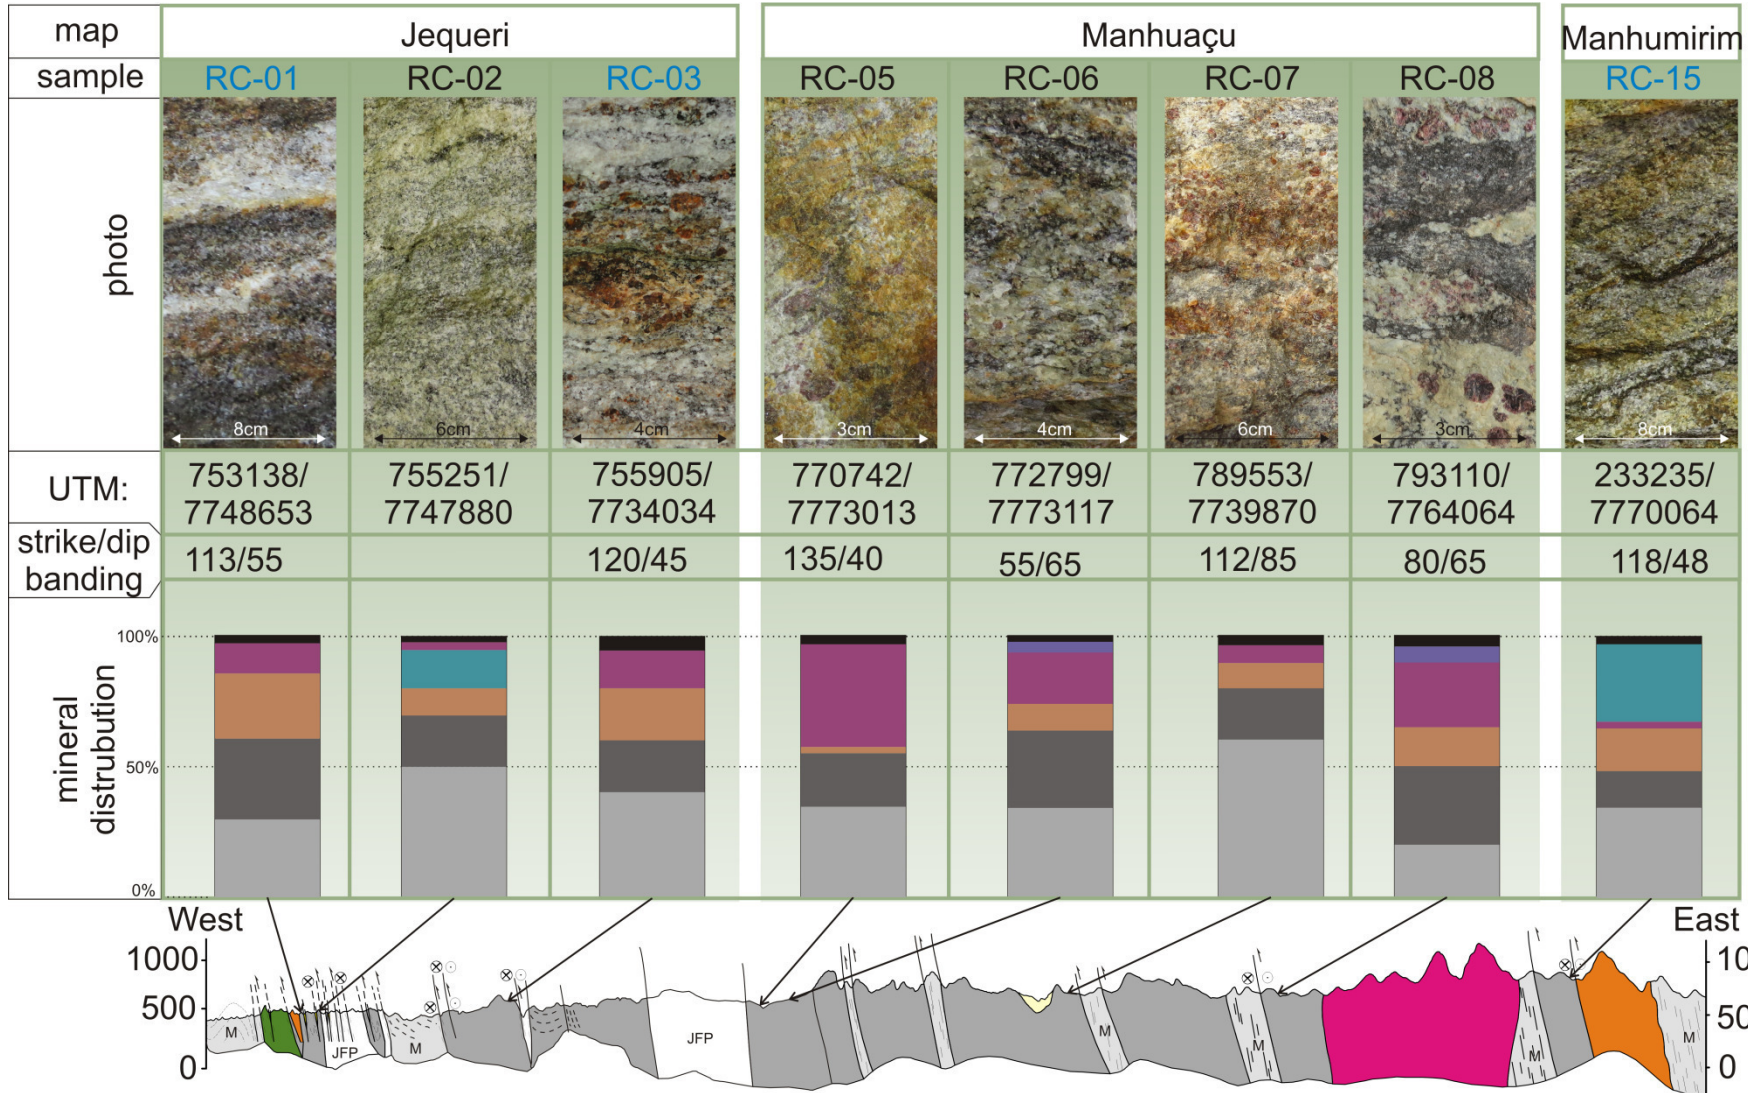 map Jequeri Manhuaçu Manhumirim
sample RC-01 RC-02 RC-03 RC-05 RC-06 RC-07 RC-08 RC-15
photo
8cm 6cm 4cm 3cm 4cm 6cm 3cm 8cm
UTM: 753138/ 755251/ 755905/ 770742/ 772799/ 789553/ 793110/ 233235/
7748653 7747880 7734034 7773013 7773117 7739870 7764064 7770064
strike/dip
banding
113/55 120/45 135/40 55/65 112/85 80/65 118/48
mineral
distrubution
100%
50%
0%
West East
1000 10
500 50
0 0
M JFP M JFP M M M M